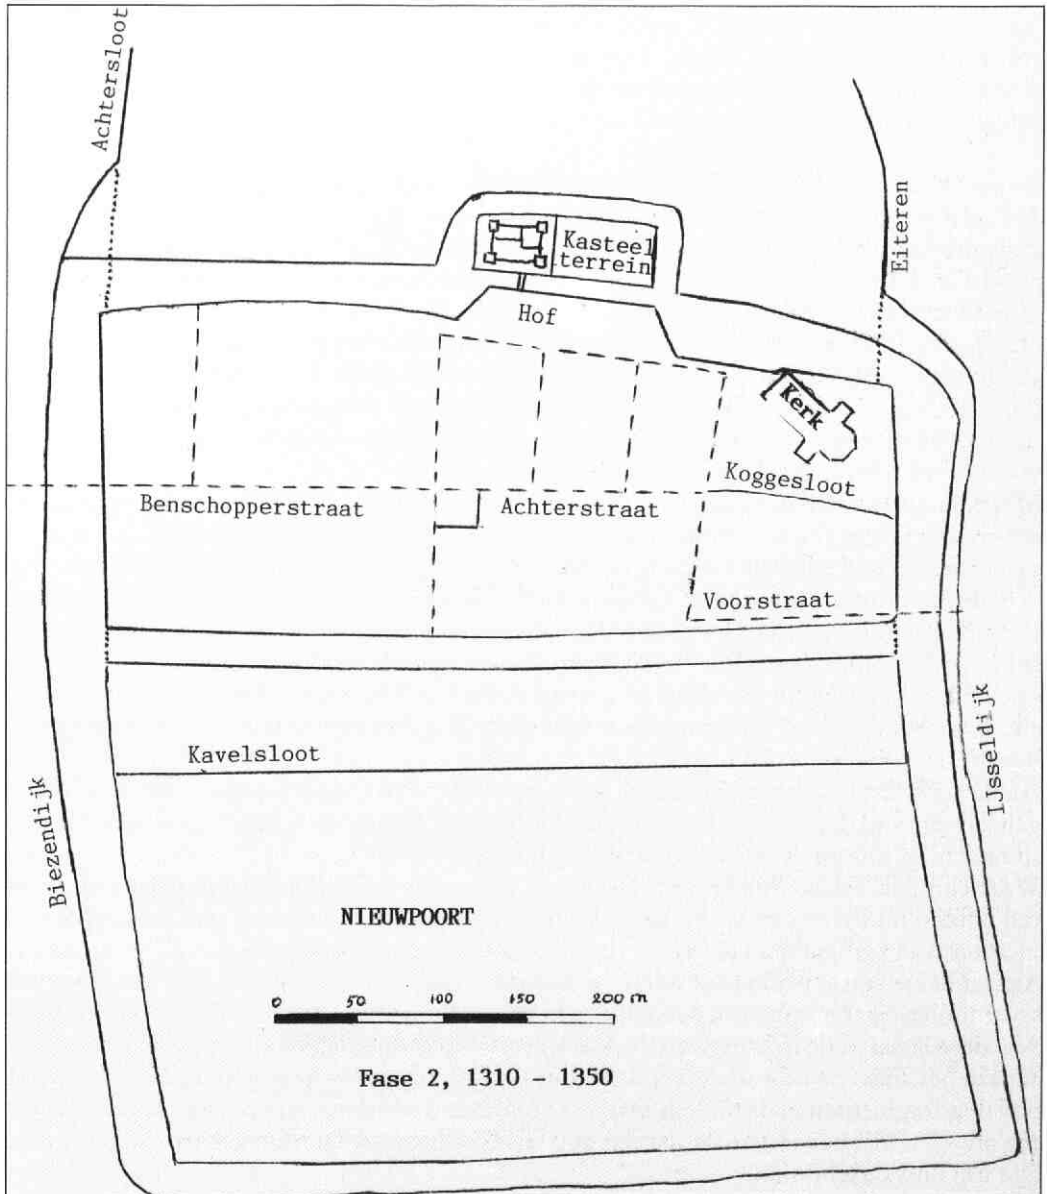 Achtersloot
Eiteren
Kasteel
terrein
Hof
Kerk
Koggesloot
Benschopperstraat
Achterstraat
Voorstraat
Kavelsloot
IJsseldijk
Biezendijk
NIEUWPOORT
0 50 100 150 200 m
Fase 2, 1310 – 1350